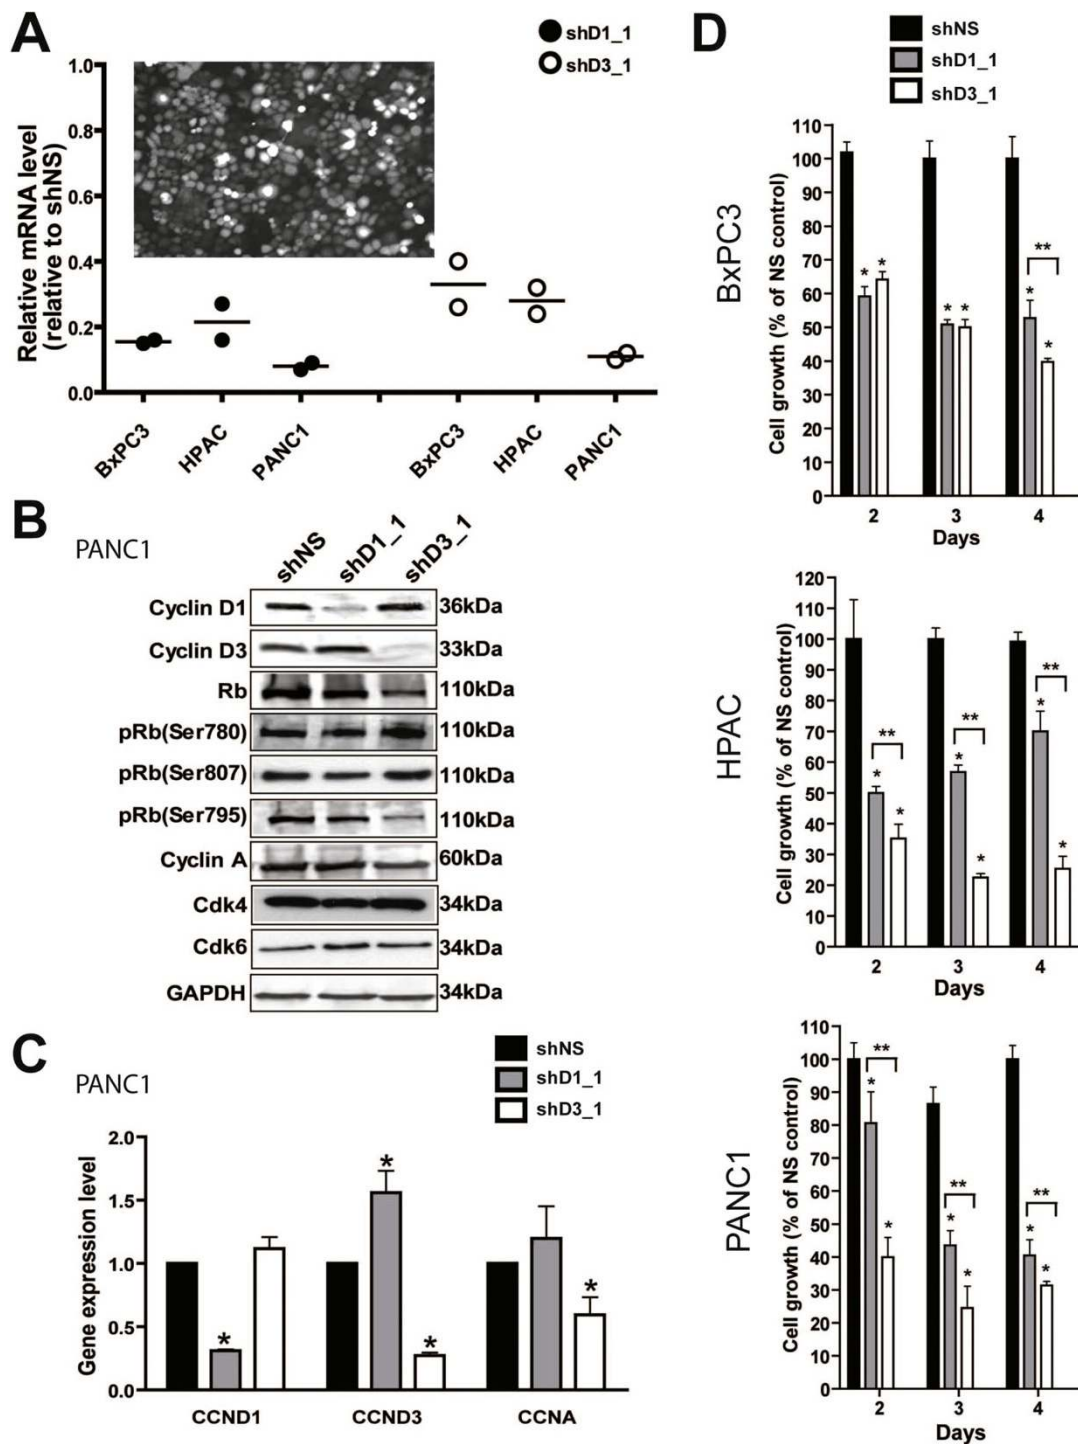 A
shD1_1
shD3_1
Relative mRNA level
(relative to shNS)
1.0
0.8
0.6
0.4
0.2
0.0
BxPC3
HPAC
PANC1
BxPC3
HPAC
PANC1
B
PANC1
shNS
shD1_1
shD3_1
Cyclin D1
36kDa
Cyclin D3
33kDa
Rb
110kDa
pRb(Ser780)
110kDa
pRb(Ser807)
110kDa
pRb(Ser795)
110kDa
Cyclin A
60kDa
Cdk4
34kDa
Cdk6
34kDa
GAPDH
34kDa
C
PANC1
shNS
shD1_1
shD3_1
Gene expression level
2.0
1.5
1.0
0.5
0.0
*
*
*
*
CCND1
CCND3
CCNA
D
shNS
shD1_1
shD3_1
BxPC3
Cell growth (% of NS control)
110
100
90
80
70
60
50
40
30
20
10
0
* *
* *
**
*
*
2
3
4
Days
HPAC
Cell growth (% of NS control)
120
110
100
90
80
70
60
50
40
30
20
10
0
**
*
*
**
*
*
**
*
*
2
3
4
Days
PANC1
Cell growth (% of NS control)
110
100
90
80
70
60
50
40
30
20
10
0
**
*
*
**
*
*
**
*
*
2
3
4
Days